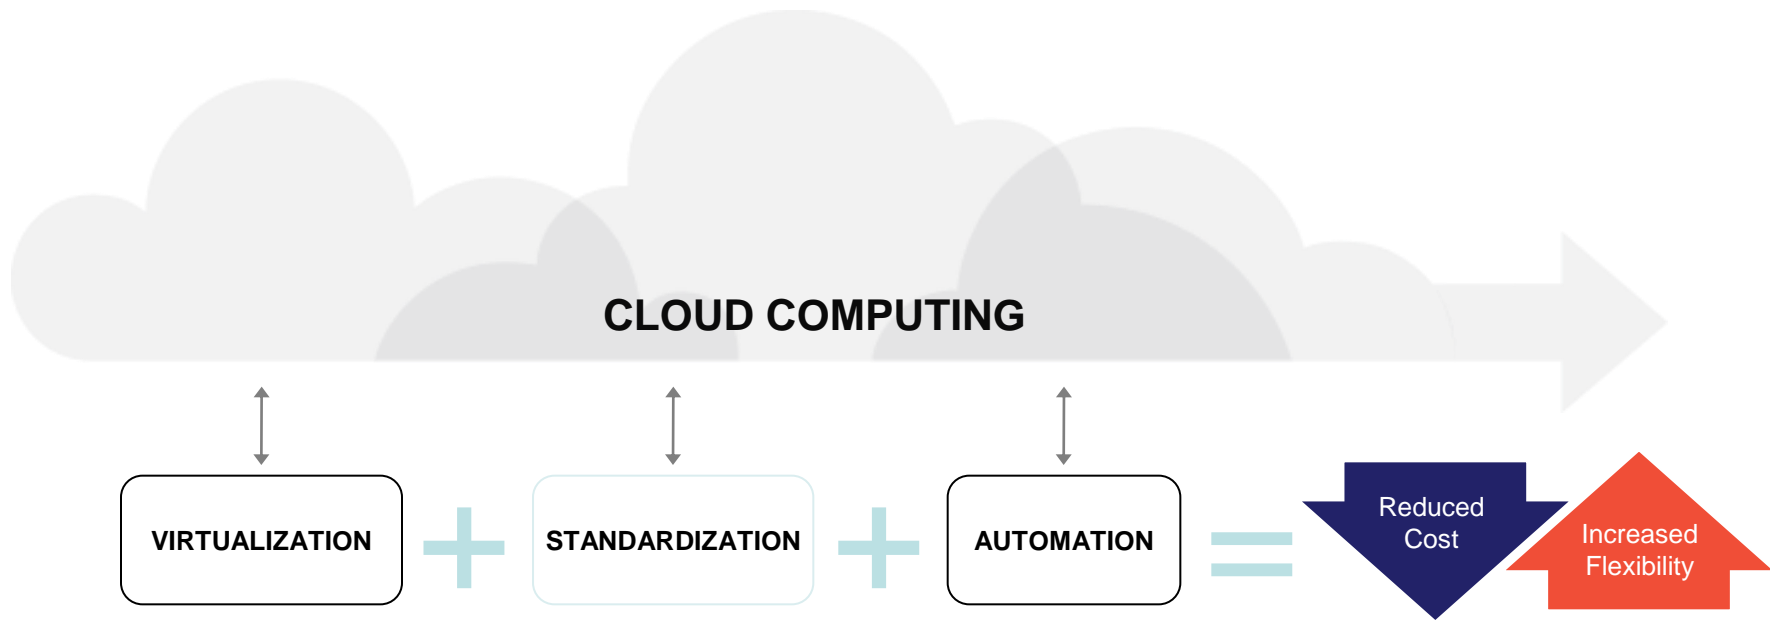 CLOUD COMPUTING
VIRTUALIZATION
STANDARDIZATION
AUTOMATION
Reduced
Cost
Increased
Flexibility